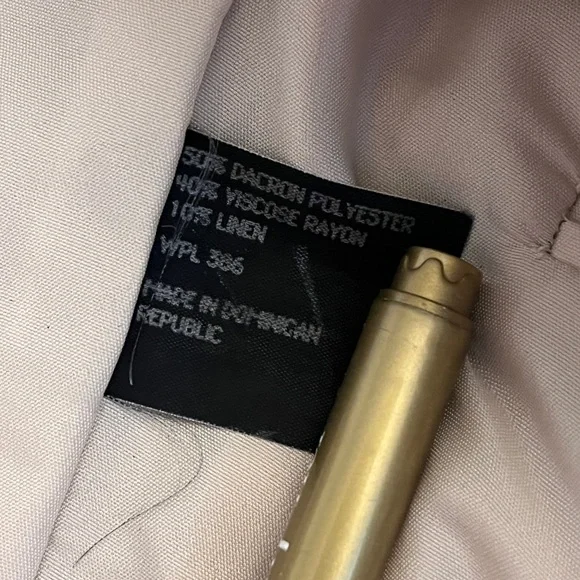 50% DACRON POLYESTER
40% VISCOSE RAYON
10% LINEN
WPL 386
MADE IN DOMINICAN
REPUBLIC